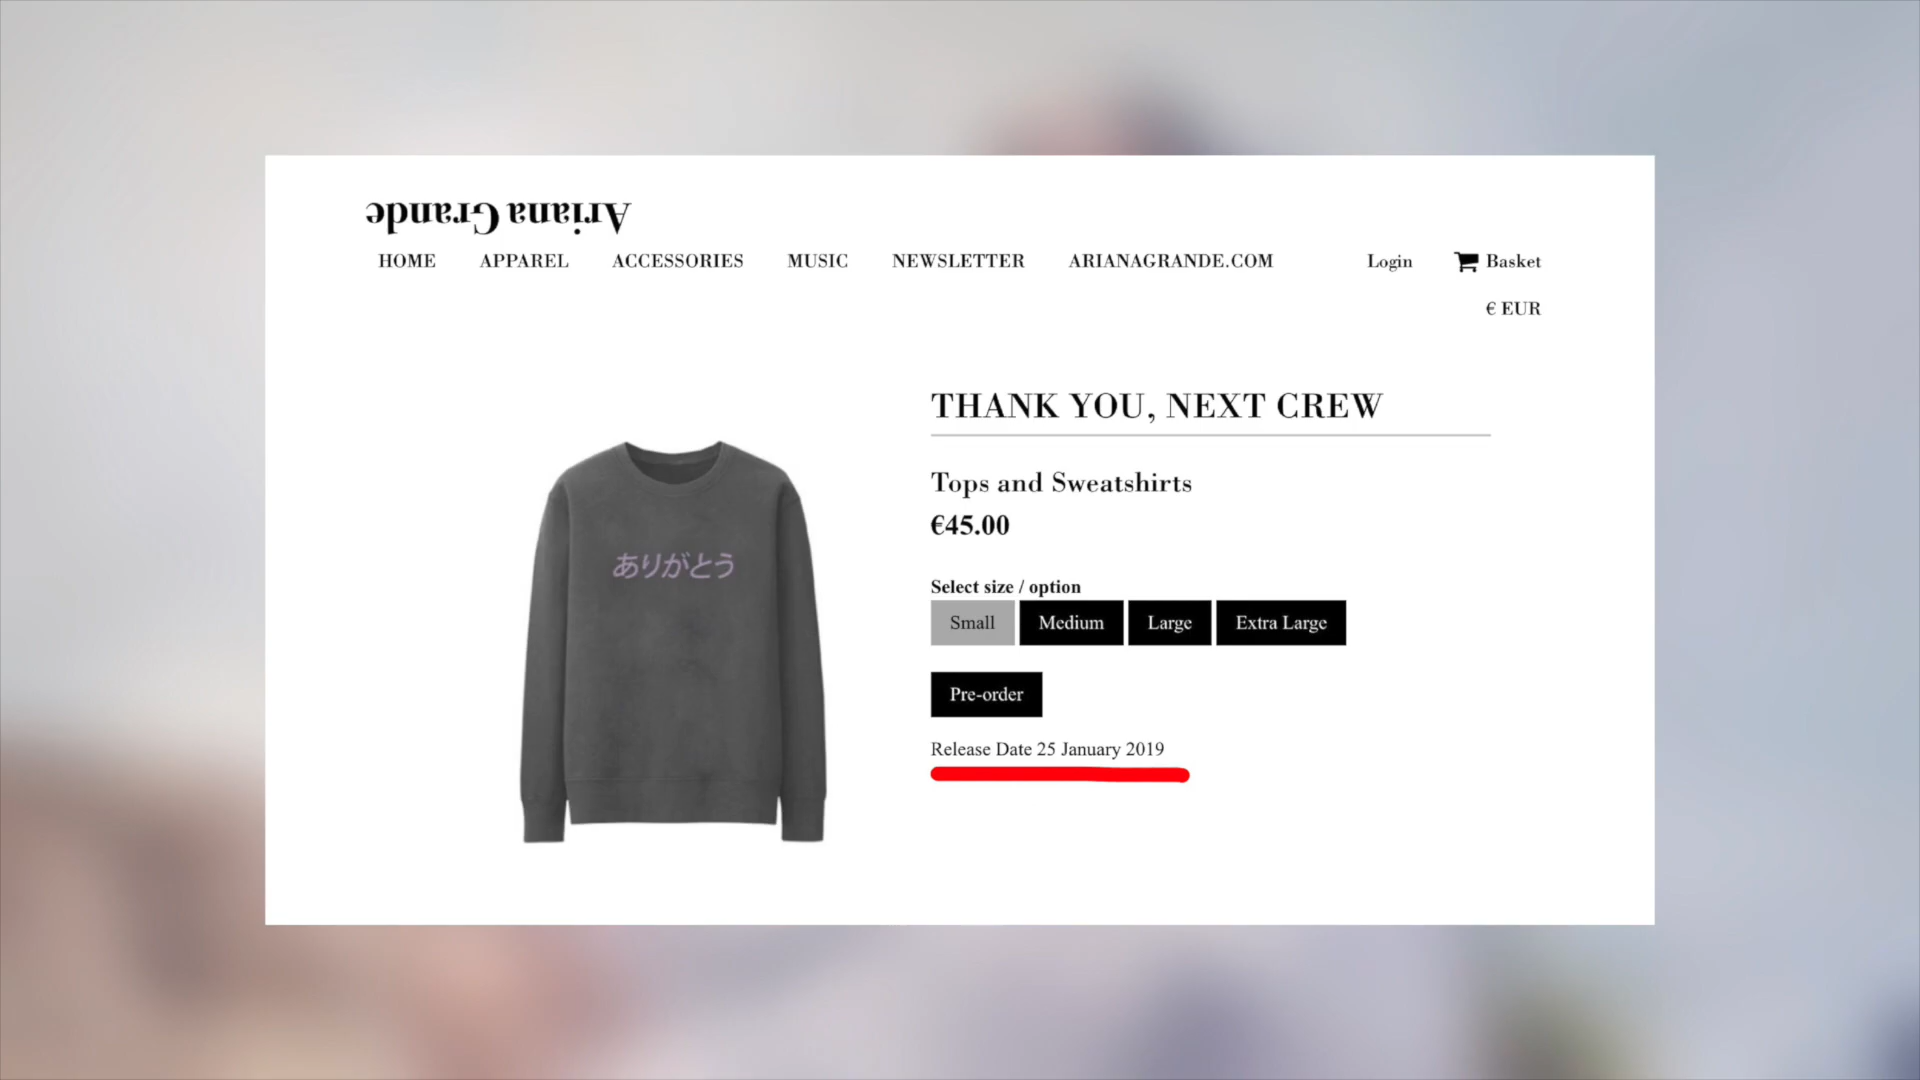 Ariana Grande
HOME APPAREL ACCESSORIES MUSIC NEWSLETTER ARIANAGRANDE.COM Login Basket
€ EUR
THANK YOU, NEXT CREW
Tops and Sweatshirts
€45.00
ありがとう
Select size / option
Small Medium Large Extra Large
Pre-order
Release Date 25 January 2019